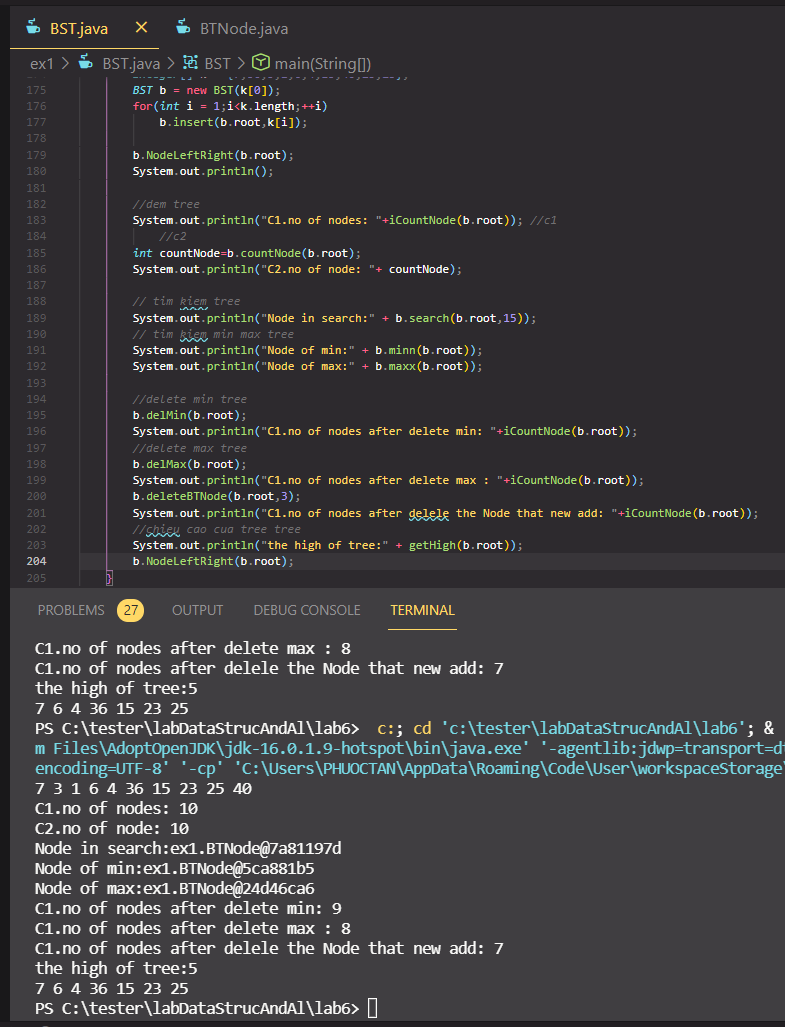 BST.java
BTNode.java
ex1 > BST.java > BST > main(String[])
175 BST b = new BST(k[0]);
176 for(int i = 1;i<k.length;++i)
177 b.insert(b.root,k[i]);
178
179 b.NodeLeftRight(b.root);
180 System.out.println();
181
182 //dem tree
183 System.out.println("C1.no of nodes: "+iCountNode(b.root)); //c1
184 //c2
185 int countNode=b.countNode(b.root);
186 System.out.println("C2.no of node: "+ countNode);
187
188 // tim kiem tree
189 System.out.println("Node in search:" + b.search(b.root,15));
190 // tim kiem min max tree
191 System.out.println("Node of min:" + b.minn(b.root));
192 System.out.println("Node of max:" + b.maxx(b.root));
193
194 //delete min tree
195 b.delMin(b.root);
196 System.out.println("C1.no of nodes after delete min: "+iCountNode(b.root));
197 //delete max tree
198 b.delMax(b.root);
199 System.out.println("C1.no of nodes after delete max : "+iCountNode(b.root));
200 b.deleteBTNode(b.root,3);
201 System.out.println("C1.no of nodes after delele the Node that new add: "+iCountNode(b.root));
202 //chieu cao cua tree tree
203 System.out.println("the high of tree:" + getHigh(b.root));
204 b.NodeLeftRight(b.root);
205 }
PROBLEMS 27 OUTPUT DEBUG CONSOLE TERMINAL
C1.no of nodes after delete max : 8
C1.no of nodes after delele the Node that new add: 7
the high of tree:5
7 6 4 36 15 23 25
PS C:\tester\labDataStrucAndAl\lab6> c:; cd 'c:\tester\labDataStrucAndAl\lab6'; &
m Files\AdoptOpenJDK\jdk-16.0.1.9-hotspot\bin\java.exe' '-agentlib:jdwp=transport=dt
encoding=UTF-8' '-cp' 'C:\Users\PHUOCTAN\AppData\Roaming\Code\User\workspaceStorage\
7 3 1 6 4 36 15 23 25 40
C1.no of nodes: 10
C2.no of node: 10
Node in search:ex1.BTNode@7a81197d
Node of min:ex1.BTNode@5ca881b5
Node of max:ex1.BTNode@24d46ca6
C1.no of nodes after delete min: 9
C1.no of nodes after delete max : 8
C1.no of nodes after delele the Node that new add: 7
the high of tree:5
7 6 4 36 15 23 25
PS C:\tester\labDataStrucAndAl\lab6>